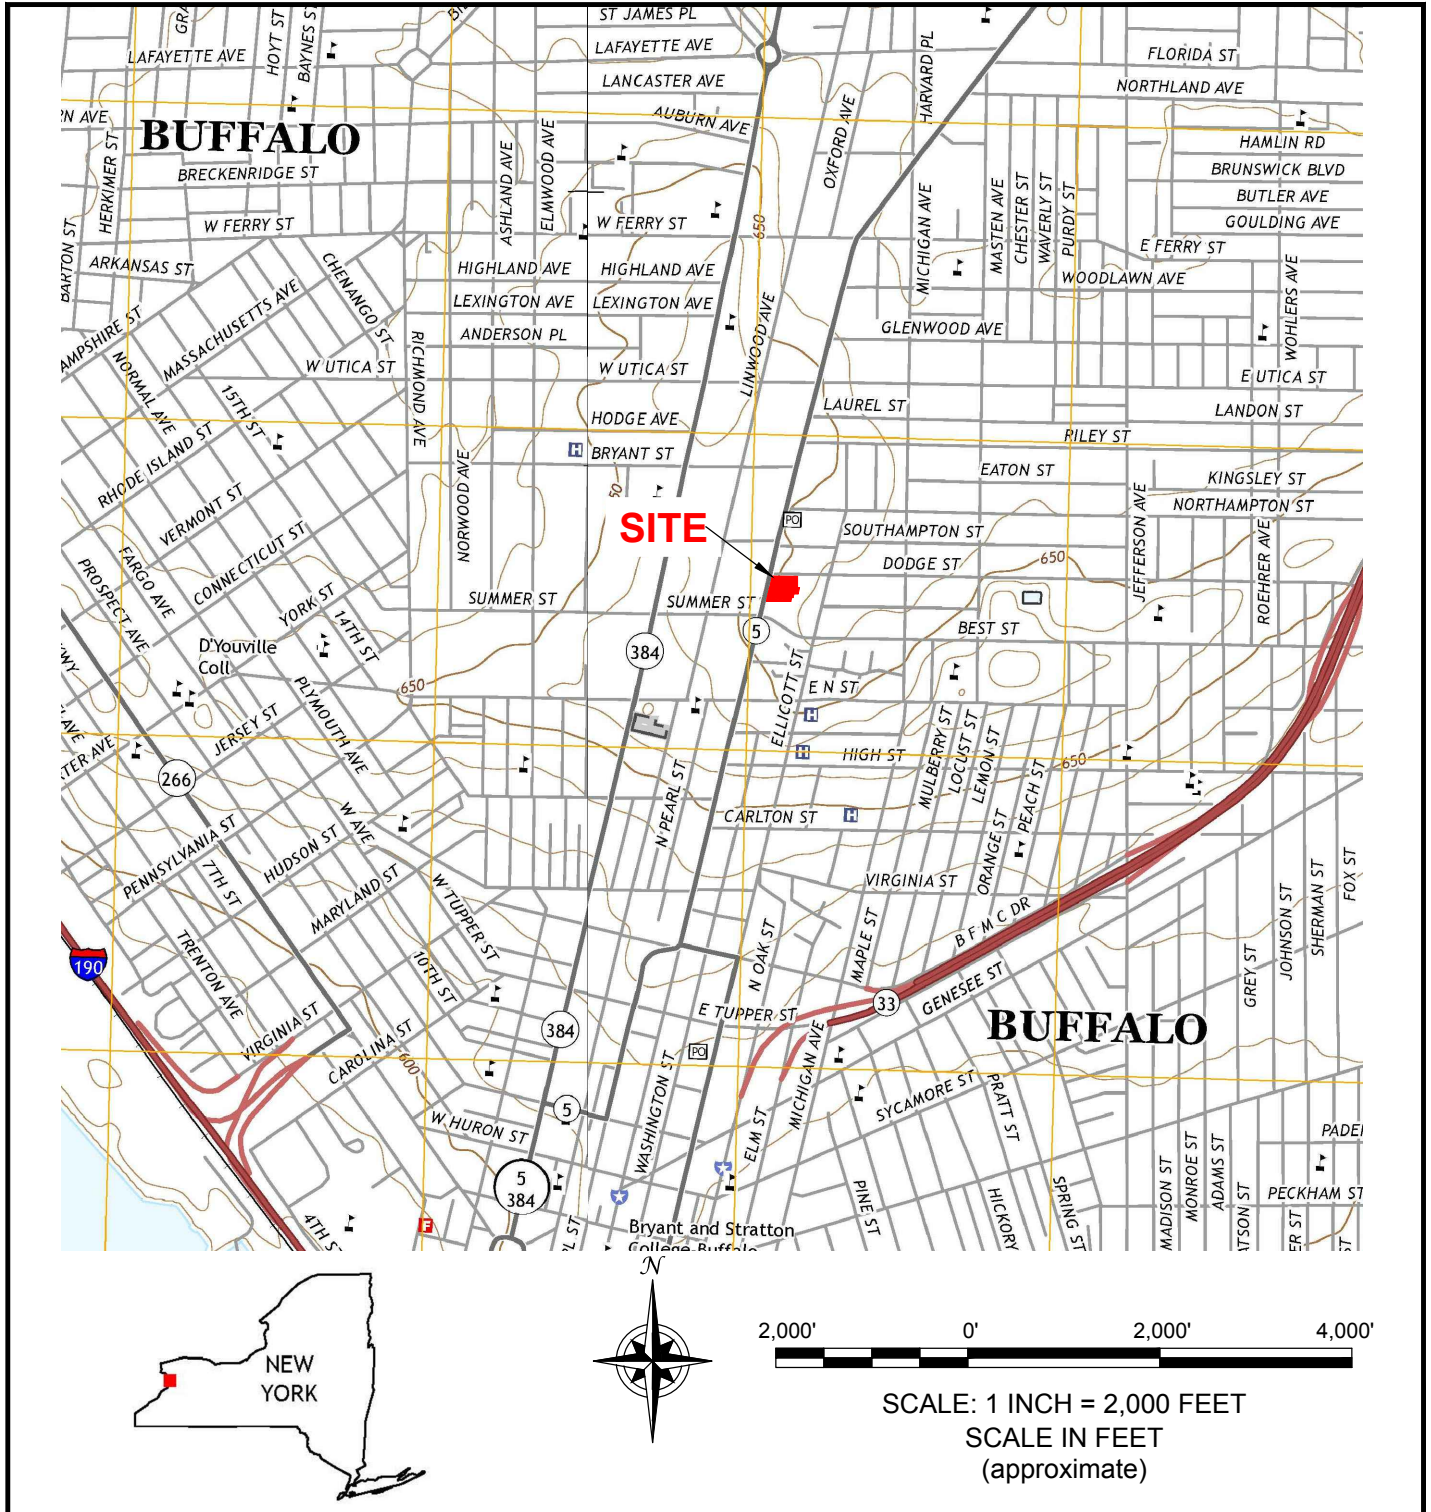 ST JAMES PL
LAFAYETTE AVE
LAFAYETTE AVE
HOYT ST
BAYNES ST
HARVARD PL
FLORIDA ST
LANCASTER AVE
NORTHLAND AVE
AUBURN AVE
OXFORD AVE
BUFFALO
HERKIMER ST
BRECKENRIDGE ST
ASHLAND AVE
ELMWOOD AVE
HAMLIN RD
BRUNSWICK BLVD
BUTLER AVE
GOULDING AVE
W FERRY ST
W FERRY ST
650
MICHIGAN AVE
MASTEN AVE
CHESTER ST
WAVERLY ST
PURDY ST
E FERRY ST
BARTON ST
ARKANSAS ST
CHENANGO ST
HIGHLAND AVE
HIGHLAND AVE
WOODLAWN AVE
WOHLERS AVE
MASSACHUSETTS AVE
LEXINGTON AVE
LEXINGTON AVE
AMPSHIRE ST
ANDERSON PL
GLENWOOD AVE
LINWOOD AVE
NORMAL AVE
W UTICA ST
RICHMOND AVE
W UTICA ST
E UTICA ST
15TH ST
LAUREL ST
LANDON ST
HODGE AVE
RHODE ISLAND ST
RILEY ST
H
BRYANT ST
NORWOOD AVE
EATON ST
KINGSLEY ST
VERMONT ST
50
NORTHAMPTON ST
PO
SITE
SOUTHAMPTON ST
JEFFERSON AVE
ROEHRER AVE
CONNECTICUT ST
FARGO AVE
PROSPECT AVE
DODGE ST
650
YORK ST
14TH ST
SUMMER ST
SUMMER ST
5
BEST ST
D'Youville
Coll
384
ELLICOTT ST
650
E N ST
PLYMOUTH AVE
JERSEY ST
H
MULBERRY ST
LOCUST ST
LEMON ST
H
HIGH ST
650
PEACH ST
266
N PEARL ST
W AVE
CARLTON ST
H
PENNSYLVANIA ST
HUDSON ST
ORANGE ST
7TH ST
MARYLAND ST
W TUPPER ST
VIRGINIA ST
FOX ST
SHERMAN ST
JOHNSON ST
GREY ST
TRENTON AVE
10TH ST
N OAK ST
MAPLE ST
B F M C DR
190
GENESEE ST
33
E TUPPER ST
BUFFALO
VIRGINIA ST
CAROLINA ST
384
600
PO
MICHIGAN AVE
WASHINGTON ST
SYCAMORE ST
PRATT ST
5
W HURON ST
ELM ST
PADE
MONROE ST
ADAMS ST
MADISON ST
5
384
PINE ST
HICKORY
SPRING ST
PECKHAM ST
4TH S
F
Bryant and Stratton
College-Buffalo
N
NEW
YORK
2,000' 0' 2,000' 4,000'
SCALE: 1 INCH = 2,000 FEET
SCALE IN FEET
(approximate)